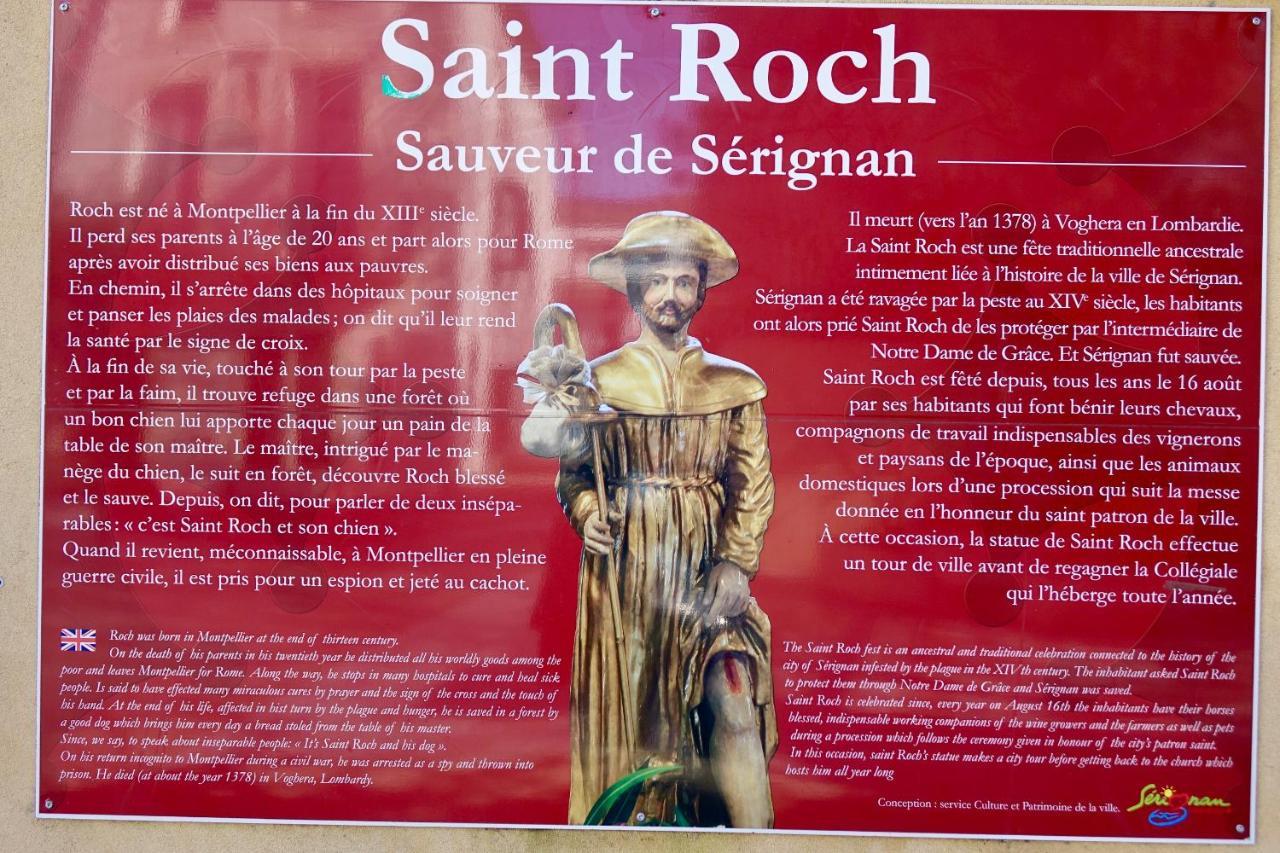 Saint Roch
Sauveur de Sérignan
Roch est né à Montpellier à la fin du XIIIe siècle.
Il perd ses parents à l'âge de 20 ans et part alors pour Rome
après avoir distribué ses biens aux pauvres.
En chemin, il s'arrête dans des hôpitaux pour soigner
et panser les plaies des malades ; on dit qu'il leur rend
la santé par le signe de croix.
À la fin de sa vie, touché à son tour par la peste
et par la faim, il trouve refuge dans une forêt où
un bon chien lui apporte chaque jour un pain de la
table de son maître. Le maître, intrigué par le ma-
nège du chien, le suit en forêt, découvre Roch blessé
et le sauve. Depuis, on dit, pour parler de deux insépa-
rables : « c'est Saint Roch et son chien ».
Quand il revient, méconnaissable, à Montpellier en pleine
guerre civile, il est pris pour un espion et jeté au cachot.
Il meurt (vers l'an 1378) à Voghera en Lombardie.
La Saint Roch est une fête traditionnelle ancestrale
intimement liée à l'histoire de la ville de Sérignan.
Sérignan a été ravagée par la peste au XIVe siècle, les habitants
ont alors prié Saint Roch de les protéger par l'intermédiaire de
Notre Dame de Grâce. Et Sérignan fut sauvée.
Saint Roch est fêté depuis, tous les ans le 16 août
par ses habitants qui font bénir leurs chevaux,
compagnons de travail indispensables des vignerons
et paysans de l'époque, ainsi que les animaux
domestiques lors d'une procession qui suit la messe
donnée en l'honneur du saint patron de la ville.
À cette occasion, la statue de Saint Roch effectue
un tour de ville avant de regagner la Collégiale
qui l'héberge toute l'année.
Roch was born in Montpellier at the end of thirteen century.
On the death of his parents in his twentieth year he distributed all his worldly goods among the
poor and leaves Montpellier for Rome. Along the way, he stops in many hospitals to cure and heal sick
people. Is said to have effected many miraculous cures by prayer and the sign of the cross and the touch of
his hand. At the end of his life, affected in hist turn by the plague and hunger, he is saved in a forest by
a good dog which brings him every day a bread stoled from the table of his master.
Since, we say, to speak about inseparable people: « It's Saint Roch and his dog ».
On his return incognito to Montpellier during a civil war, he was arrested as a spy and thrown into
prison. He died (at about the year 1378) in Voghera, Lombardy.
The Saint Roch fest is an ancestral and traditional celebration connected to the history of the
city of Sérignan infested by the plague in the XIVth century. The inhabitant asked Saint Roch
to protect them through Notre Dame de Grâce and Sérignan was saved.
Saint Roch is celebrated since, every year on August 16th the inhabitants have their horses
blessed, indispensable working companions of the wine growers and the farmers as well as pets
during a procession which follows the ceremony given in honour of the city's patron saint.
In this occasion, saint Roch's statue makes a city tour before getting back to the church which
hosts him all year long
Conception : service Culture et Patrimoine de la ville.
Sérignan